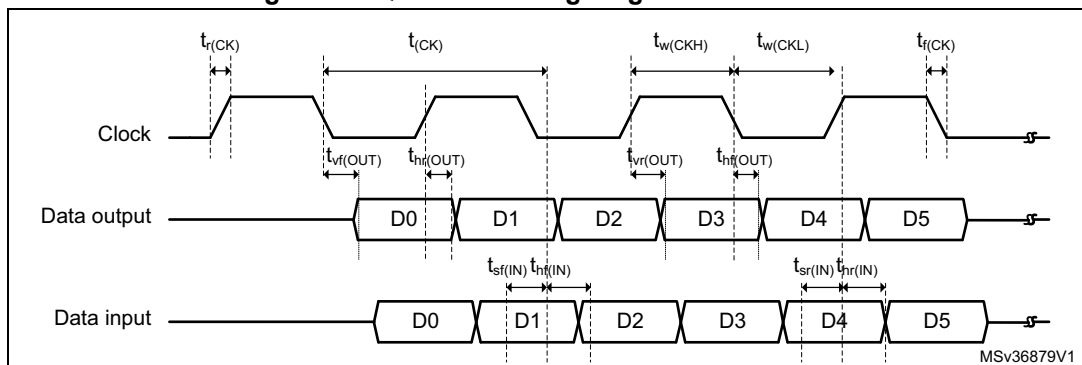 t_r(CK) t_(CK) t_w(CKH) t_w(CKL) t_f(CK)
Clock
t_vf(OUT) t_hr(OUT) t_vr(OUT) t_hf(OUT)
Data output D0 D1 D2 D3 D4 D5
t_sf(IN) t_hf(IN) t_sr(IN) t_hr(IN)
Data input D0 D1 D2 D3 D4 D5
MSv36879V1